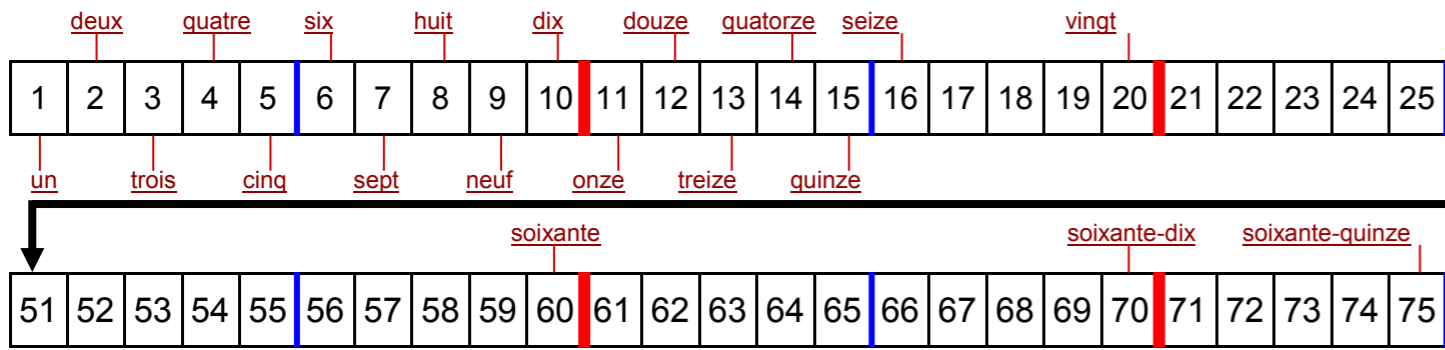 deux quatre six huit dix douze quatorze seize vingt
1 2 3 4 5 6 7 8 9 10 11 12 13 14 15 16 17 18 19 20 21 22 23 24 25
un trois cinq sept neuf onze treize quinze
soixante soixante-dix soixante-quinze
51 52 53 54 55 56 57 58 59 60 61 62 63 64 65 66 67 68 69 70 71 72 73 74 75